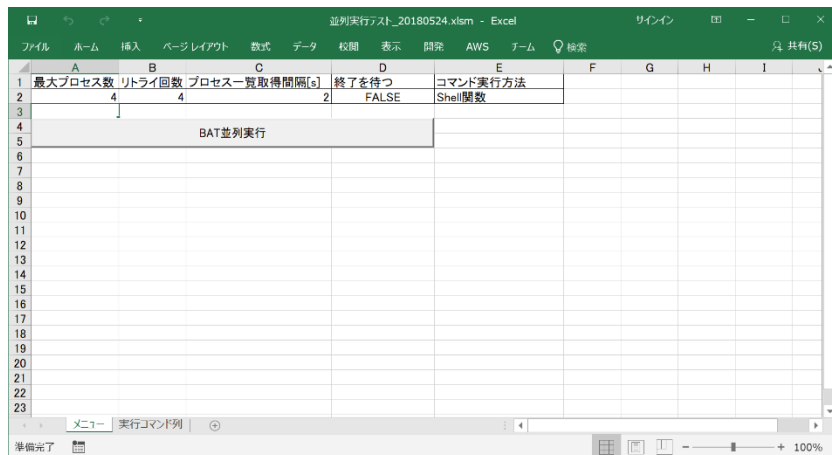 並列実行テスト_20180524.xlsm - Excel サインイン
ファイル ホーム 挿入 ページ レイアウト 数式 データ 校閲 表示 開発 AWS チーム 検索 共有(S)
A B C D E F G H I
1 最大プロセス数 リトライ回数 プロセス一覧取得間隔[s] 終了を待つ コマンド実行方法
2 4 4 2 FALSE Shell関数
3
4
BAT並列実行
5
6
7
8
9
10
11
12
13
14
15
16
17
18
19
20
21
22
23
メニュー 実行コマンド列
準備完了 100%